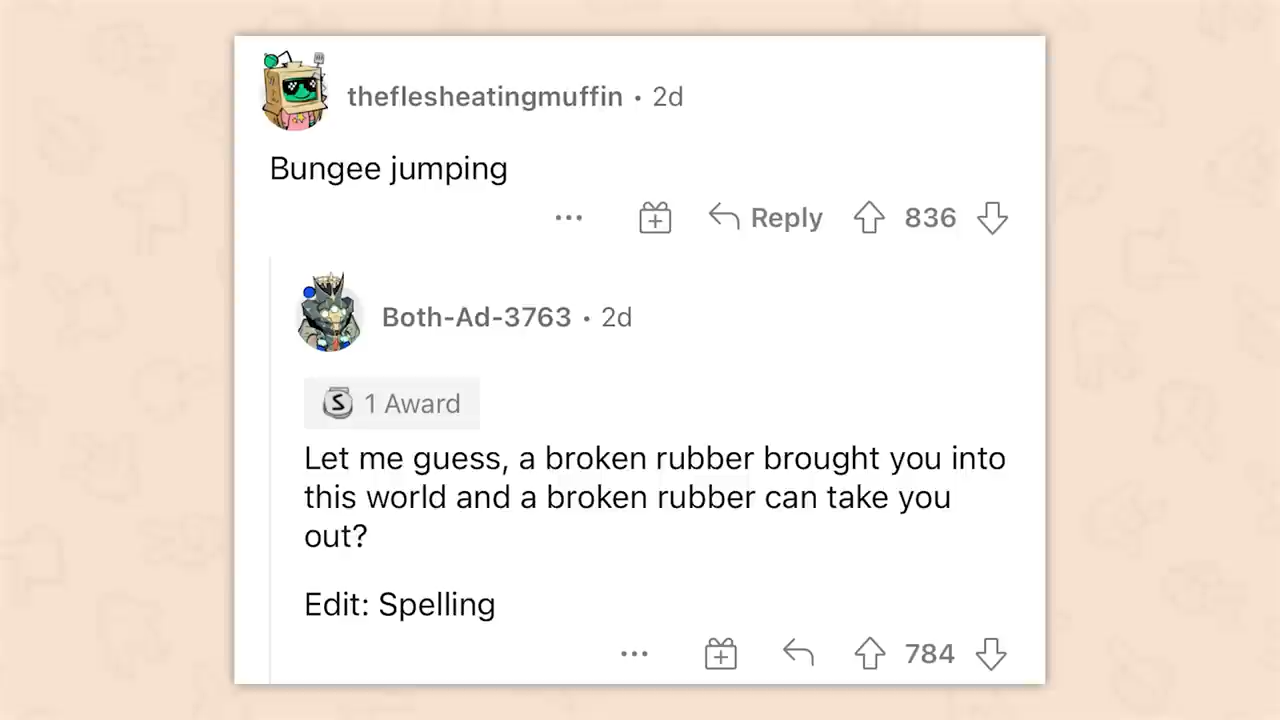 theflesheatingmuffin · 2d
Bungee jumping
Reply 836
Both-Ad-3763 · 2d
S 1 Award
Let me guess, a broken rubber brought you into
this world and a broken rubber can take you
out?
Edit: Spelling
784